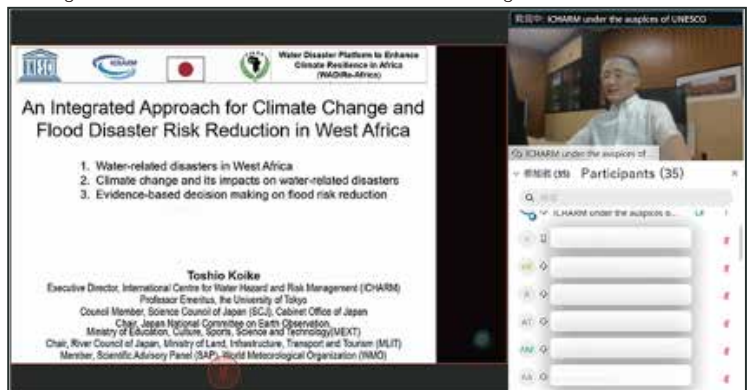 UNESCO
ICHARM
Water Disaster Platform to Enhance
Climate Resilience in Africa
(WADiRe-Africa)
An Integrated Approach for Climate Change and
Flood Disaster Risk Reduction in West Africa
1. Water-related disasters in West Africa
2. Climate change and its impacts on water-related disasters
3. Evidence-based decision making on flood risk reduction
Toshio Koike
Executive Director, International Centre for Water Hazard and Risk Management (ICHARM)
Professor Emeritus, the University of Tokyo
Council Member, Science Council of Japan (SCJ), Cabinet Office of Japan
Chair, Japan National Committee on Earth Observation,
Ministry of Education, Culture, Sports, Science and Technology(MEXT)
Chair, River Council of Japan, Ministry of Land, Infrastructure, Transport and Tourism (MLIT)
Member, Scientific Advisory Panel (SAP), World Meteorological Organization (WMO)
ICHARM under the auspices of UNESCO
ICHARM under the auspices of ...
(35) Participants (35)
ICHARM under the auspices o...
AT
AM
AA